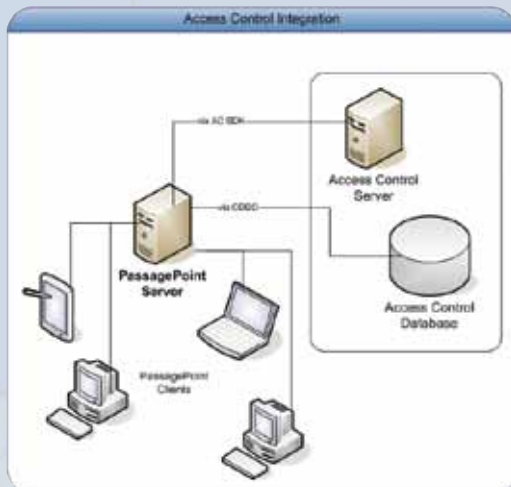 Access Control Integration
via AC SDK
Access Control
Server
via ODBC
PassagePoint
Server
Access Control
Database
PassagePoint
Clients